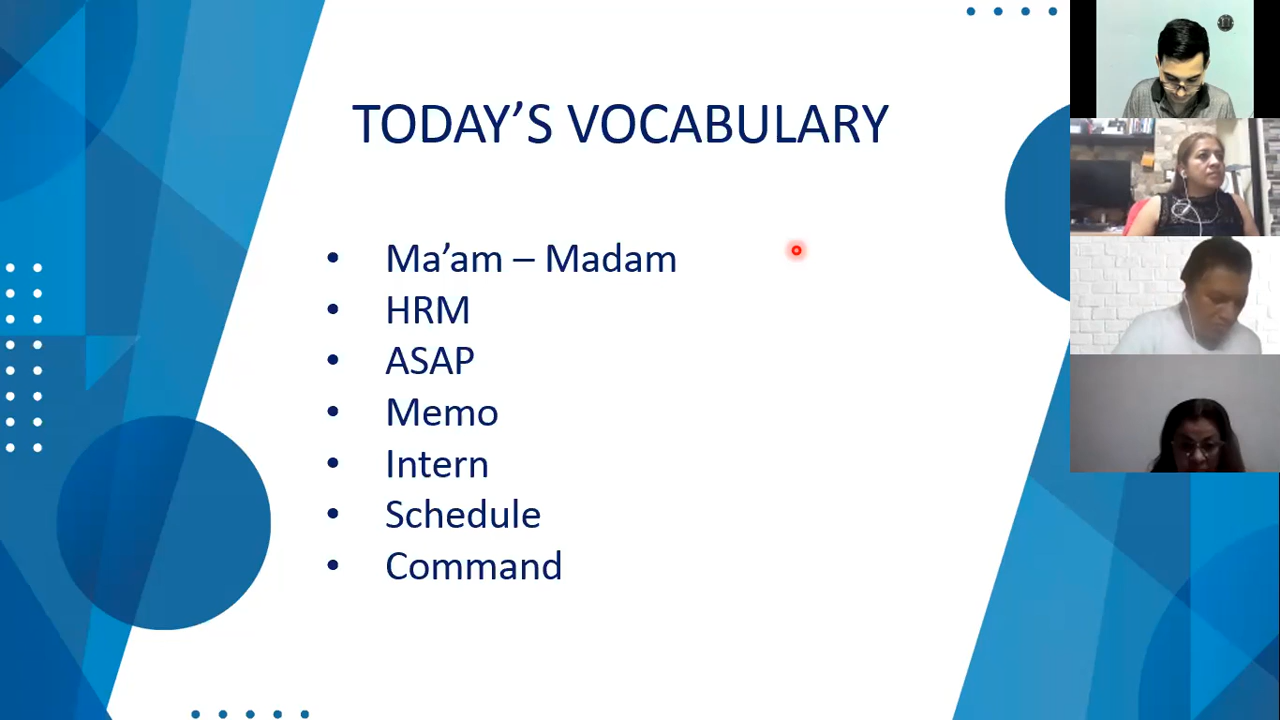 TODAY’S VOCABULARY
• Ma’am – Madam
• HRM
• ASAP
• Memo
• Intern
• Schedule
• Command